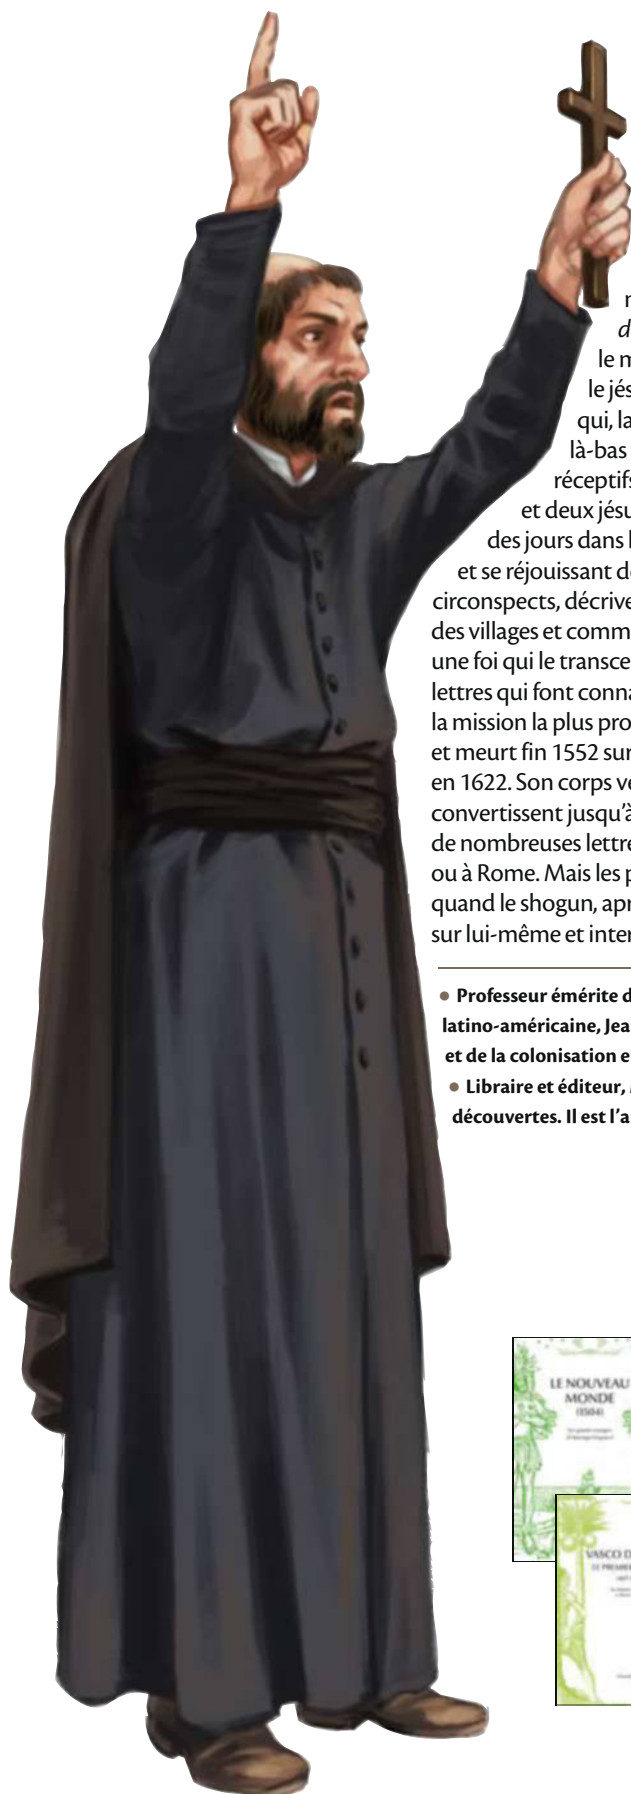 d
le m
le jés
qui, la
là-bas
réceptifs
et deux jésu
des jours dans l
et se réjouissant de
circonspects, décrive
des villages et comm
une foi qui le transce
lettres qui font conna
la mission la plus pro
et meurt fin 1552 sur
en 1622. Son corps ve
convertissent jusqu’à
de nombreuses lettre
ou à Rome. Mais les p
quand le shogun, apr
sur lui-même et inter
• Professeur émérite d
latino-américaine, Jea
et de la colonisation e
• Libraire et éditeur,
découvertes. Il est l’a
LE NOUVEAU
MONDE
(1504)
VASCO D
LE PREMIE